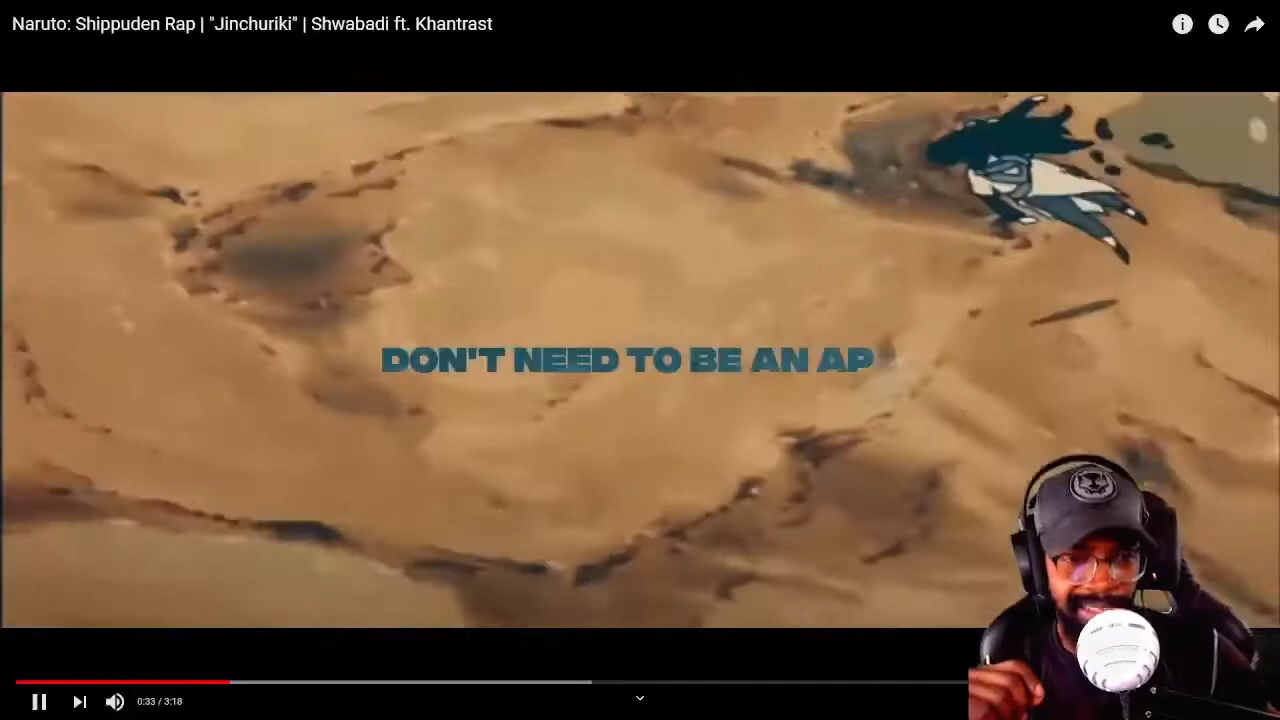 Naruto: Shippuden Rap | "Jinchuriki" | Shwabadi ft. Khantrast
DON'T NEED TO BE AN AP
0:33 / 3:18